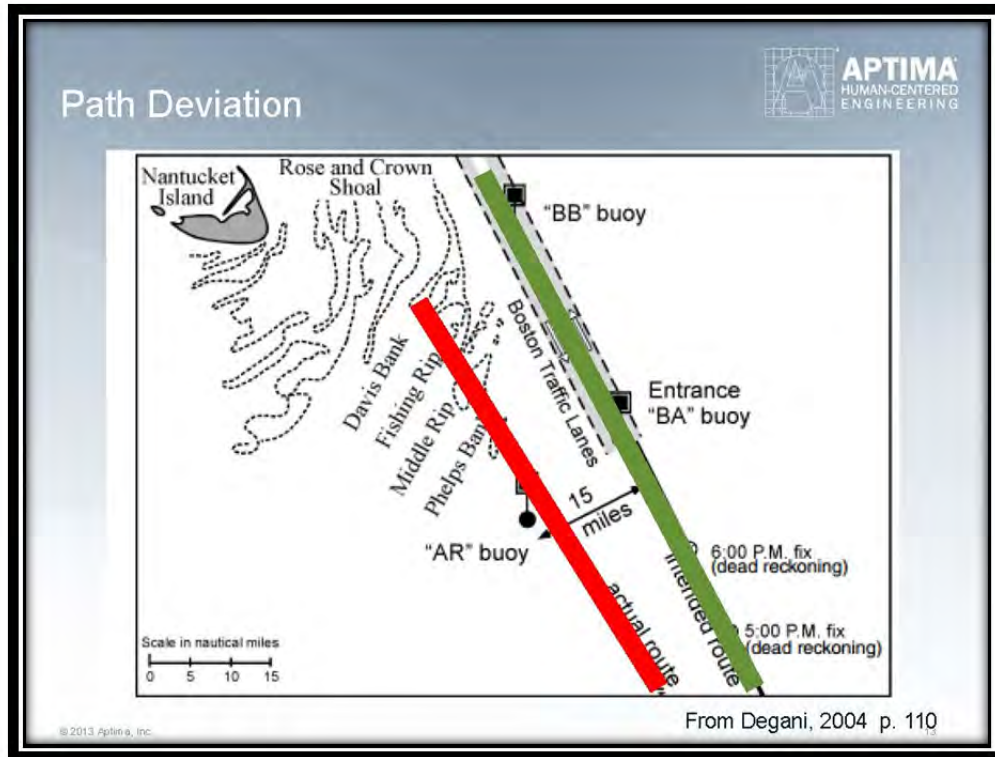 Path Deviation
APTIMA
HUMAN-CENTERED
ENGINEERING
Nantucket
Island
Rose and Crown
Shoal
"BB" buoy
Boston Traffic Lanes
Davis Bank
Fishing Rip
Middle Rip
Phelps Ban
Entrance
"BA" buoy
15
miles
"AR" buoy
6:00 P.M. fix
(dead reckoning)
intended route
actual route
5:00 P.M. fix
(dead reckoning)
Scale in nautical miles
0 5 10 15
From Degani, 2004 p. 110
© 2013 Aptima, Inc.
13